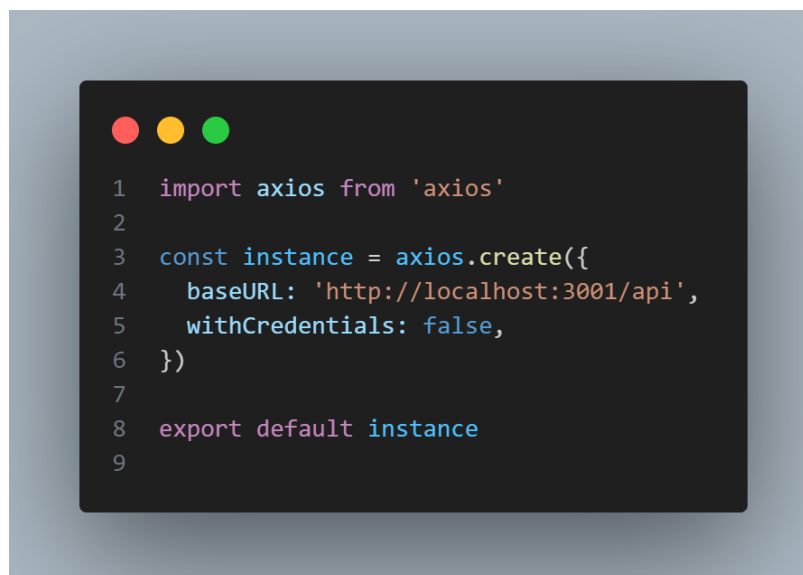 1 import axios from 'axios'
2
3 const instance = axios.create({
4   baseURL: 'http://localhost:3001/api',
5   withCredentials: false,
6 })
7
8 export default instance
9